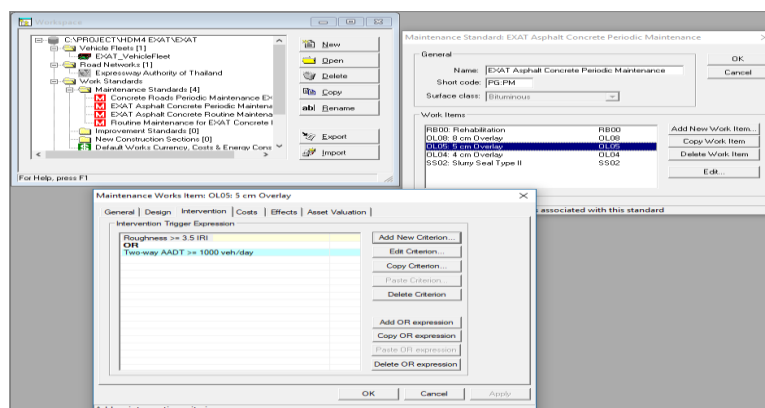 Workspace
C:\PROJECT\HDM4 EXAT\EXAT
Vehicle Fleets [1]
EXAT_VehicleFleet
Road Networks [1]
Expressway Authority of Thailand
Work Standards
Maintenance Standards [4]
Concrete Roads Periodic Maintenance EX
EXAT Asphalt Concrete Periodic Maintena
EXAT Asphalt Concrete Routine Maintena
Routine Maintenance for EXAT Concrete I
Improvement Standards [0]
New Construction Sections [0]
Default Works Currency, Costs & Energy Cons
New
Open
Delete
Copy
abI Rename
Export
Import
For Help, press F1
Maintenance Standard: EXAT Asphalt Concrete Periodic Maintenance
General
Name: EXAT Asphalt Concrete Periodic Maintenance
Short code: PG.PM
Surface class: Bituminous
OK
Cancel
Work Items
RB00: Rehabilitation RB00
OL08: 8 cm Overlay OL08
OL05: 5 cm Overlay OL05
OL04: 4 cm Overlay OL04
SS02: Slurry Seal Type II SS02
Add New Work Item...
Copy Work Item
Delete Work Item
Edit...
associated with this standard
Maintenance Works Item: OL05: 5 cm Overlay
General Design Intervention Costs Effects Asset Valuation
Intervention Trigger Expression
Roughness >= 3.5 IRI
OR
Two-way AADT >= 1000 veh/day
Add New Criterion...
Edit Criterion...
Copy Criterion...
Paste Criterion...
Delete Criterion
Add OR expression
Copy OR expression
Paste OR expression
Delete OR expression
OK Cancel Apply